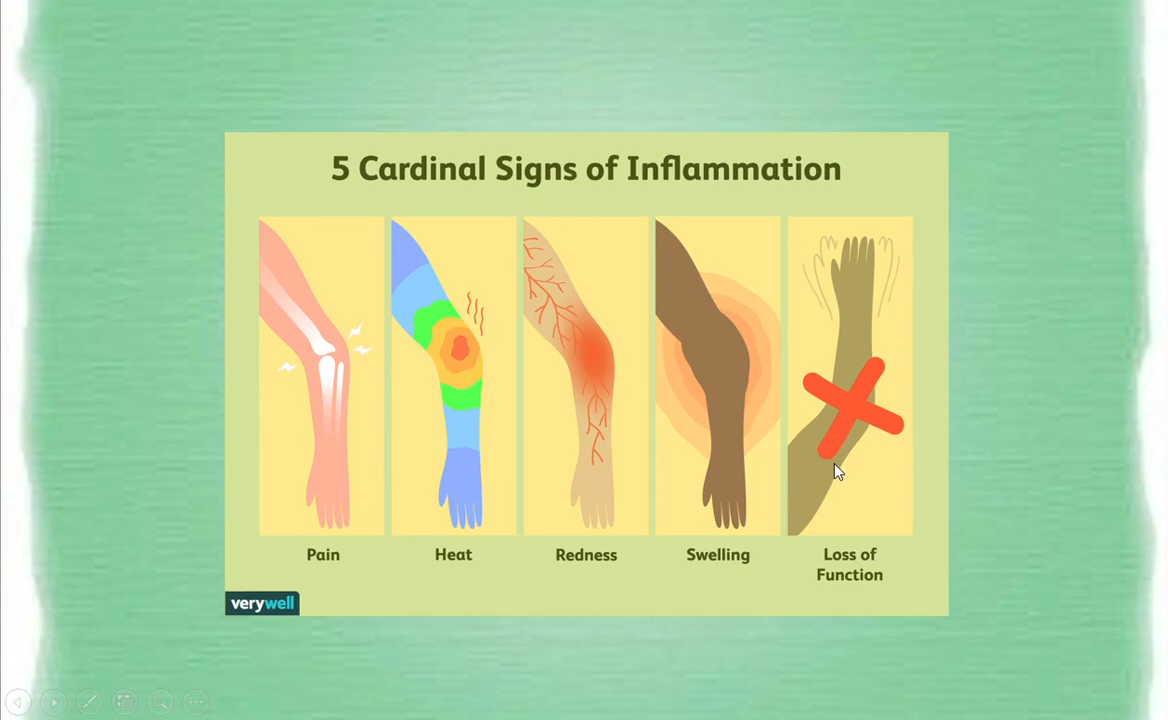 5 Cardinal Signs of Inflammation
Pain
Heat
Redness
Swelling
Loss of
Function
verywell